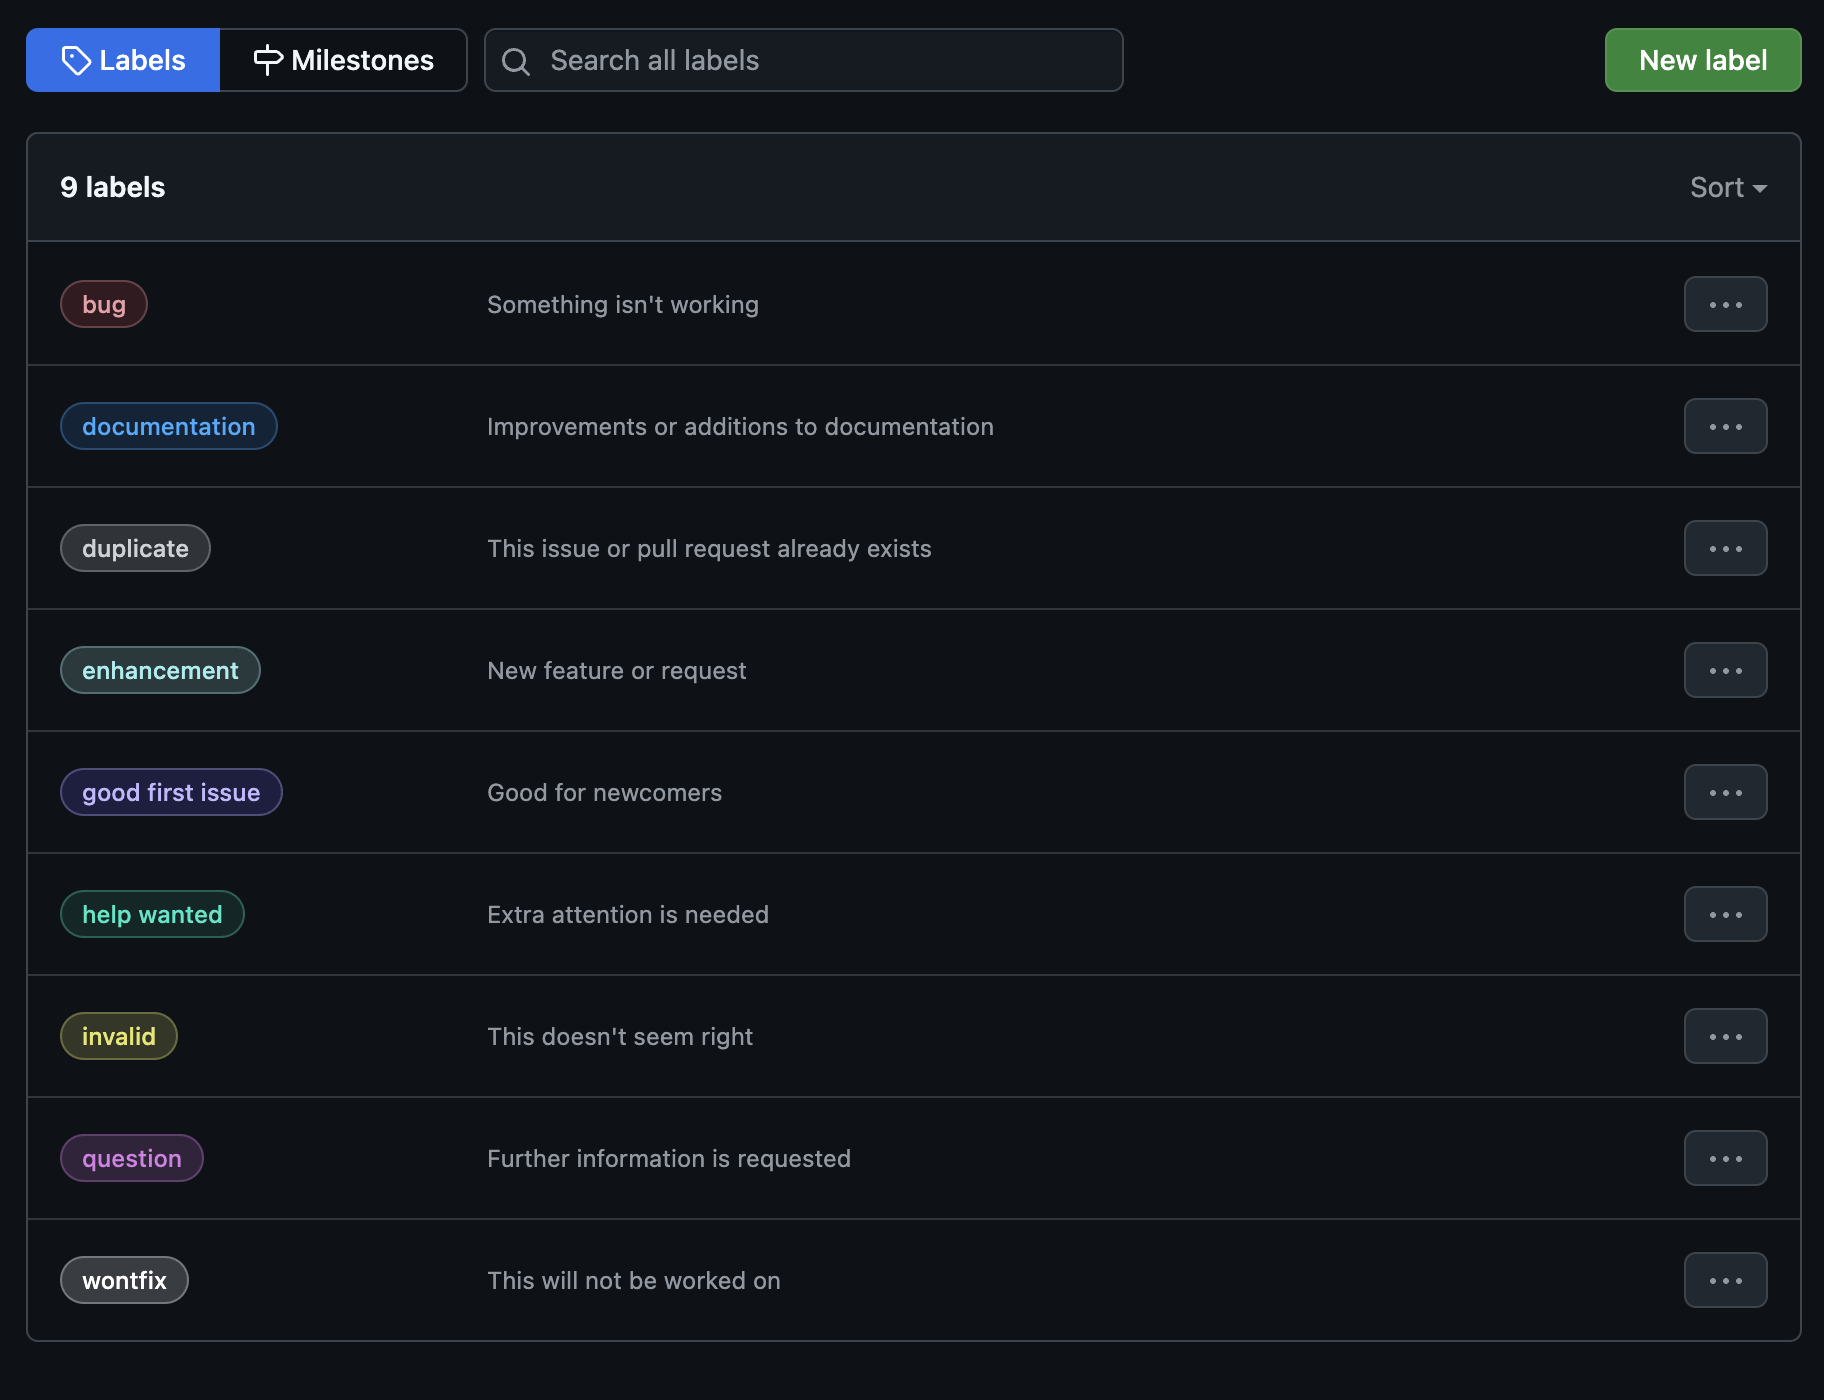 Labels Milestones Search all labels New label
9 labels Sort
bug Something isn't working
documentation Improvements or additions to documentation
duplicate This issue or pull request already exists
enhancement New feature or request
good first issue Good for newcomers
help wanted Extra attention is needed
invalid This doesn't seem right
question Further information is requested
wontfix This will not be worked on